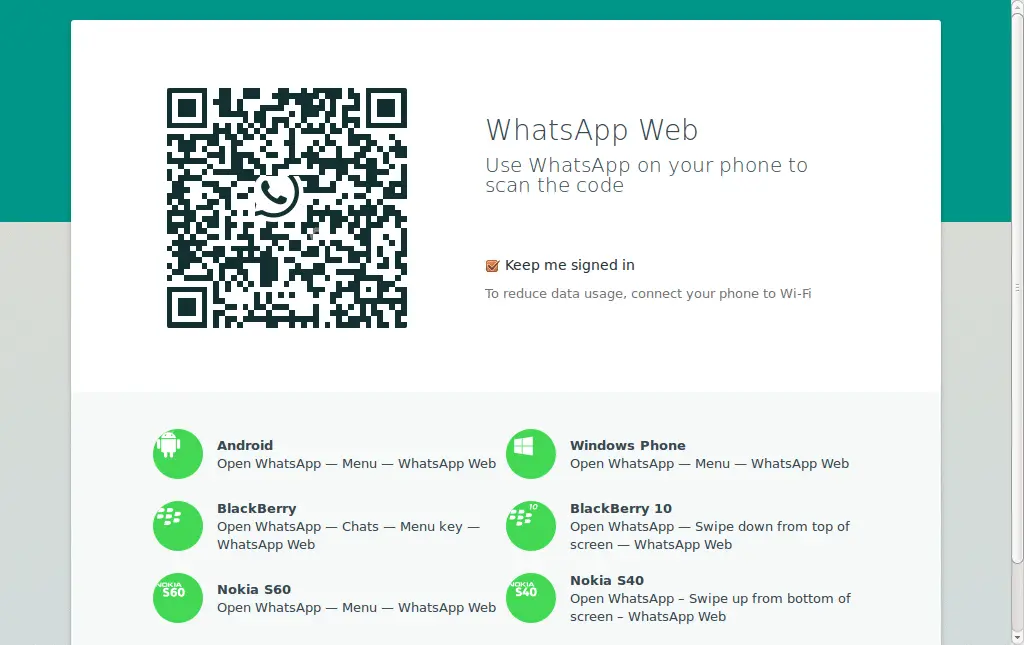 WhatsApp Web
Use WhatsApp on your phone to
scan the code
Keep me signed in
To reduce data usage, connect your phone to Wi-Fi
Android
Open WhatsApp — Menu — WhatsApp Web
Windows Phone
Open WhatsApp — Menu — WhatsApp Web
BlackBerry
Open WhatsApp — Chats — Menu key —
WhatsApp Web
10
BlackBerry 10
Open WhatsApp — Swipe down from top of
screen — WhatsApp Web
NOKIA
S60
Nokia S60
Open WhatsApp — Menu — WhatsApp Web
NOKIA
S40
Nokia S40
Open WhatsApp – Swipe up from bottom of
screen – WhatsApp Web